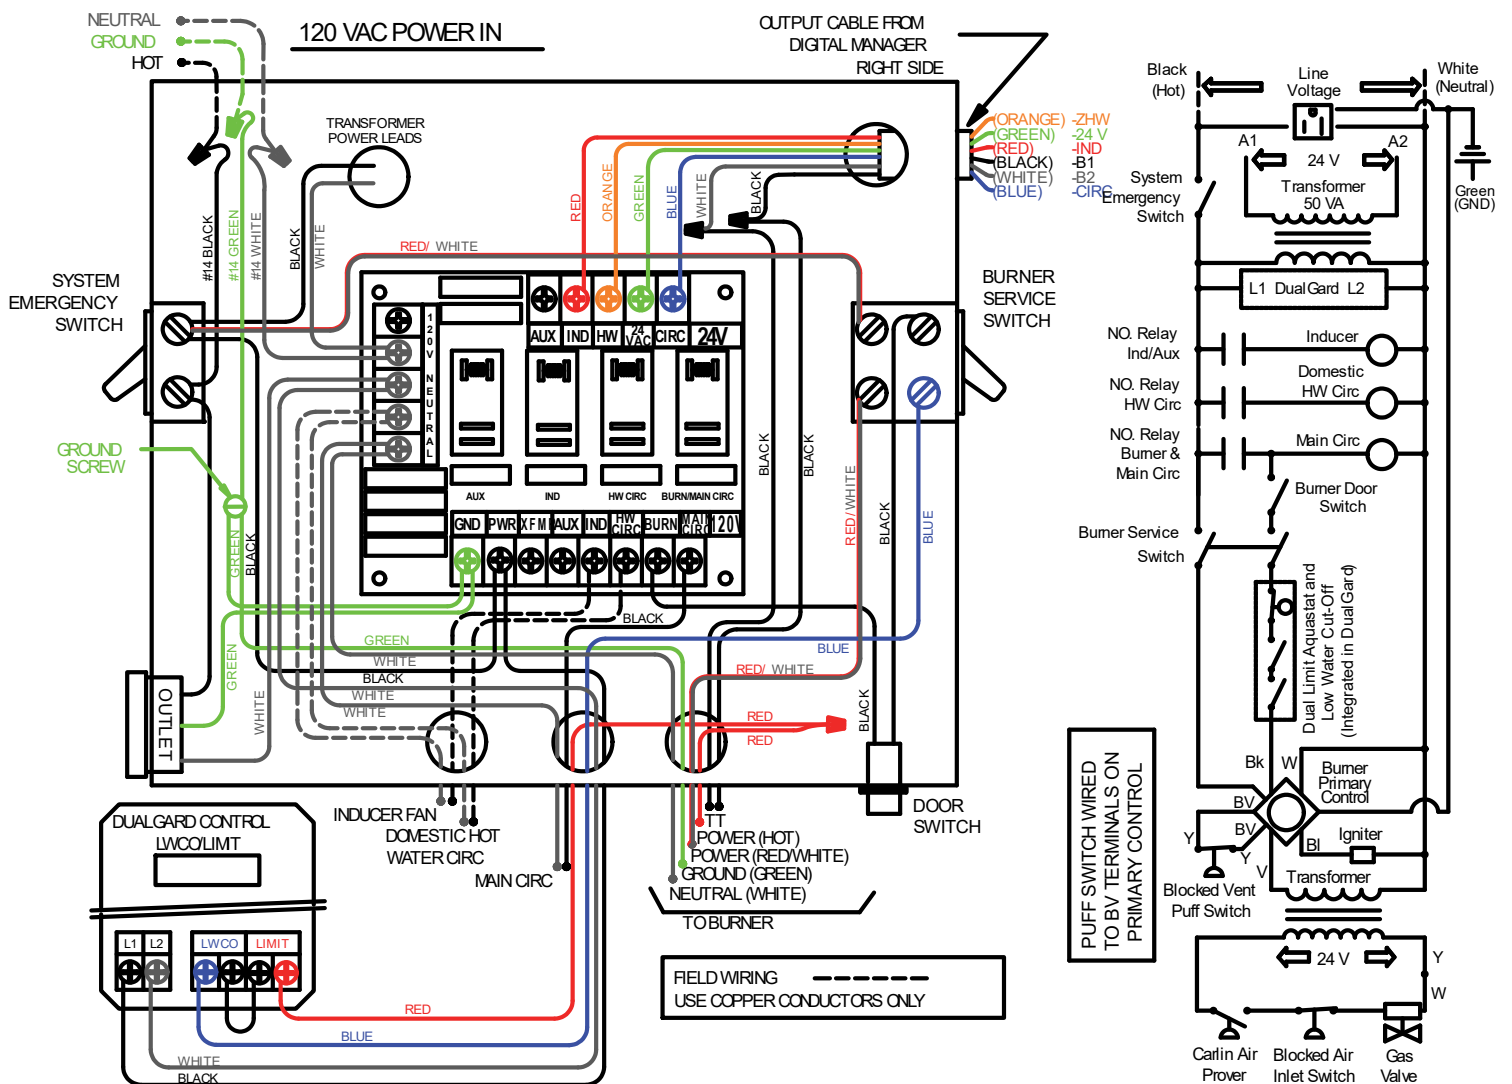 NEUTRAL
GROUND
HOT
120 VAC POWER IN
OUTPUT CABLE FROM
DIGITAL MANAGER
RIGHT SIDE
(ORANGE) -ZHW
(GREEN) -24 V
(RED) -IND
(BLACK) -B1
(WHITE) -B2
(BLUE) -CIRC
TRANSFORMER
POWER LEADS
#14 BLACK
#14 GREEN
#14 WHITE
BLACK
WHITE
RED/ WHITE
RED
ORANGE
GREEN
BLUE
WHITE
BLACK
SYSTEM
EMERGENCY
SWITCH
BURNER
SERVICE
SWITCH
120V NEUTRAL
AUX IND HW 24 VAC CIRC 24V
AUX
IND
HW CIRC
BURN/MAIN CIRC
GND PWR XFM AUX IND HW CIRC BURN MAIN CIRC 120V
GROUND
SCREW
GREEN
BLACK
GREEN
WHITE
BLACK
BLACK
RED/ WHITE
BLACK
BLUE
BLACK
GREEN
WHITE
BLACK
WHITE
WHITE
BLUE
RED/ WHITE
RED
RED
BLACK
OUTLET
INDUCER FAN
DOMESTIC HOT
WATER CIRC
MAIN CIRC
TT
POWER (HOT)
POWER (RED/WHITE)
GROUND (GREEN)
NEUTRAL (WHITE)
TO BURNER
DOOR
SWITCH
DUALGARD CONTROL
LWCO/LIMIT
L1 L2 LWCO LIMIT
RED
BLUE
WHITE
BLACK
FIELD WIRING
USE COPPER CONDUCTORS ONLY
PUFF SWITCH WIRED
TO BV TERMINALS ON
PRIMARY CONTROL
Black
(Hot)
Line
Voltage
White
(Neutral)
A1
24 V
A2
Transformer
50 VA
Green
(GND)
System
Emergency
Switch
L1 DualGard L2
NO. Relay
Ind/Aux
Inducer
NO. Relay
HW Circ
Domestic
HW Circ
NO. Relay
Burner &
Main Circ
Main Circ
Burner Door
Switch
Burner Service
Switch
Dual Limit Aquastat and
Low Water Cut-Off
(Integrated in DualGard)
Bk
W
Burner
Primary
Control
BV
BV
Y
Y
V
Bl
Igniter
Blocked Vent
Puff Switch
Transformer
24 V
Y
W
Carlin Air
Prover
Blocked Air
Inlet Switch
Gas
Valve